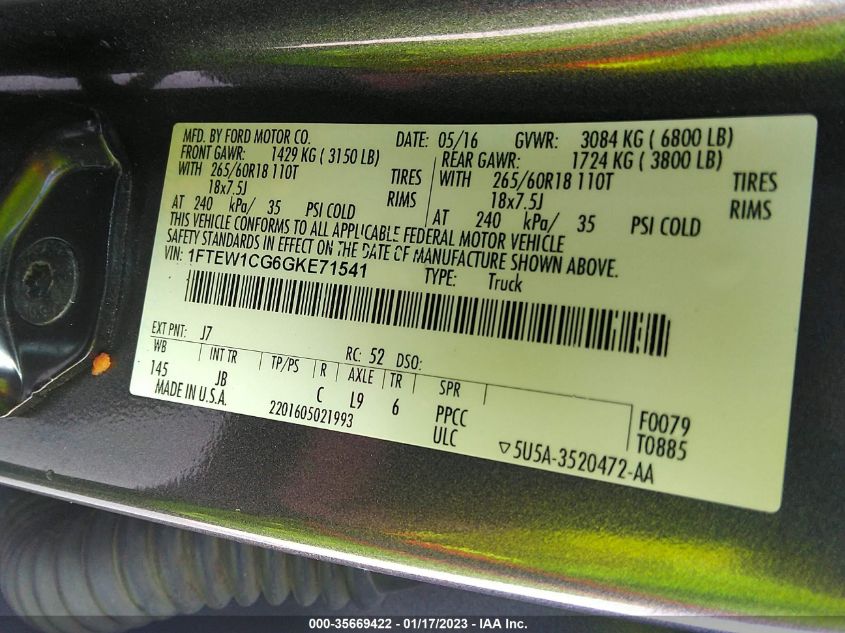 MFD. BY FORD MOTOR CO. DATE: 05/16 GVWR: 3084 KG ( 6800 LB)
FRONT GAWR: 1429 KG ( 3150 LB) REAR GAWR: 1724 KG ( 3800 LB)
WITH 265/60R18 110T TIRES WITH 265/60R18 110T TIRES
18x7.5J RIMS 18x7.5J RIMS
AT 240 kPa/ 35 PSI COLD AT 240 kPa/ 35 PSI COLD
THIS VEHICLE CONFORMS TO ALL APPLICABLE FEDERAL MOTOR VEHICLE
SAFETY STANDARDS IN EFFECT ON THE DATE OF MANUFACTURE SHOWN ABOVE.
VIN: 1FTEW1CG6GKE71541 TYPE: Truck
EXT PNT: J7 RC: 52 DSO:
WB INT TR TP/PS R AXLE TR SPR
145 JB C L9 6 PPCC
MADE IN U.S.A. 2201605021993 ULC
F0079
T0885
5U5A-3520472-AA
000-35669422 - 01/17/2023 - IAA Inc.